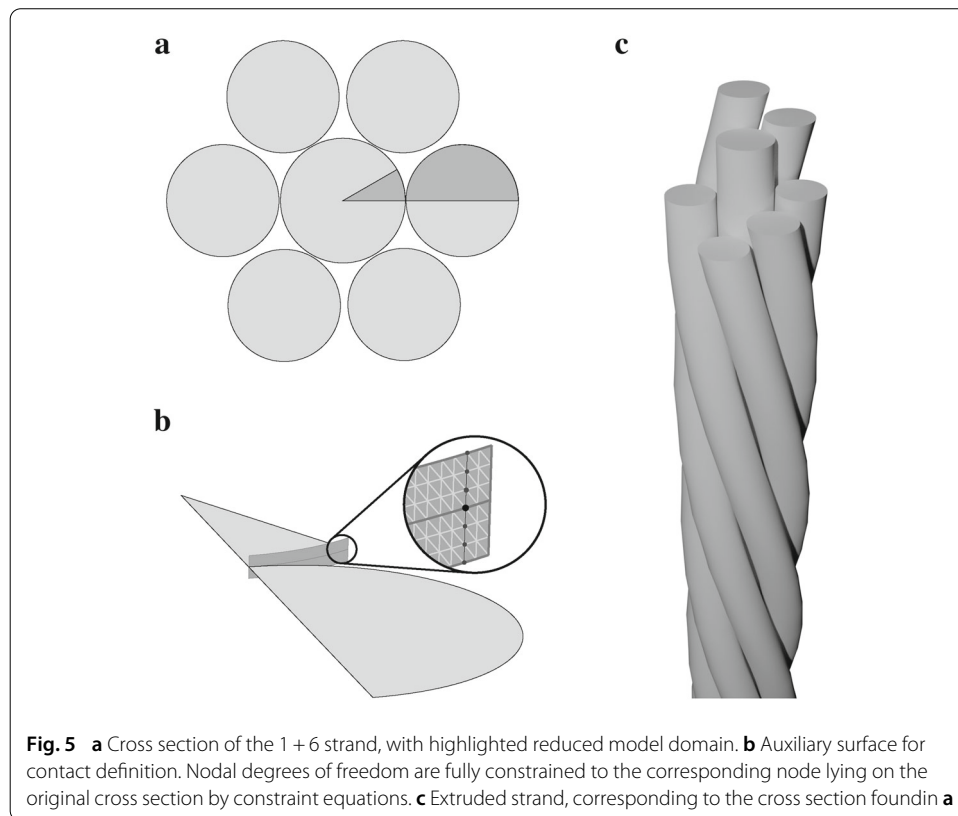 a
c
b
Fig. 5 a Cross section of the 1 + 6 strand, with highlighted reduced model domain. b Auxiliary surface for
contact definition. Nodal degrees of freedom are fully constrained to the corresponding node lying on the
original cross section by constraint equations. c Extruded strand, corresponding to the cross section foundin a